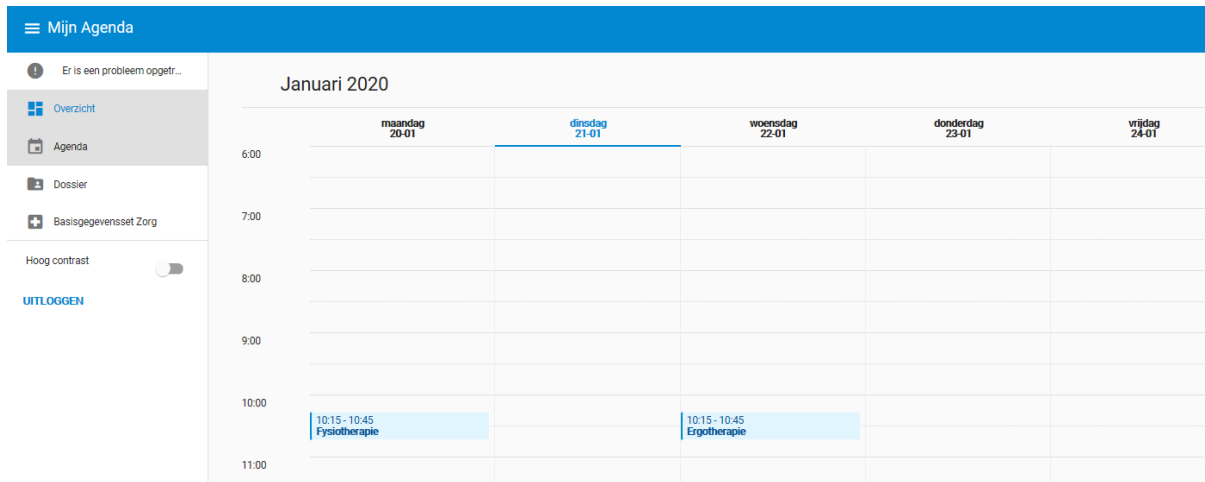 Mijn Agenda
Er is een probleem opgetr...
Overzicht
Agenda
Dossier
Basisgegevensset Zorg
Hoog contrast
UITLOGGEN
Januari 2020
maandag dinsdag woensdag donderdag vrijdag
20-01 21-01 22-01 23-01 24-01
6:00
7:00
8:00
9:00
10:00
10:15 - 10:45 10:15 - 10:45
Fysiotherapie Ergotherapie
11:00